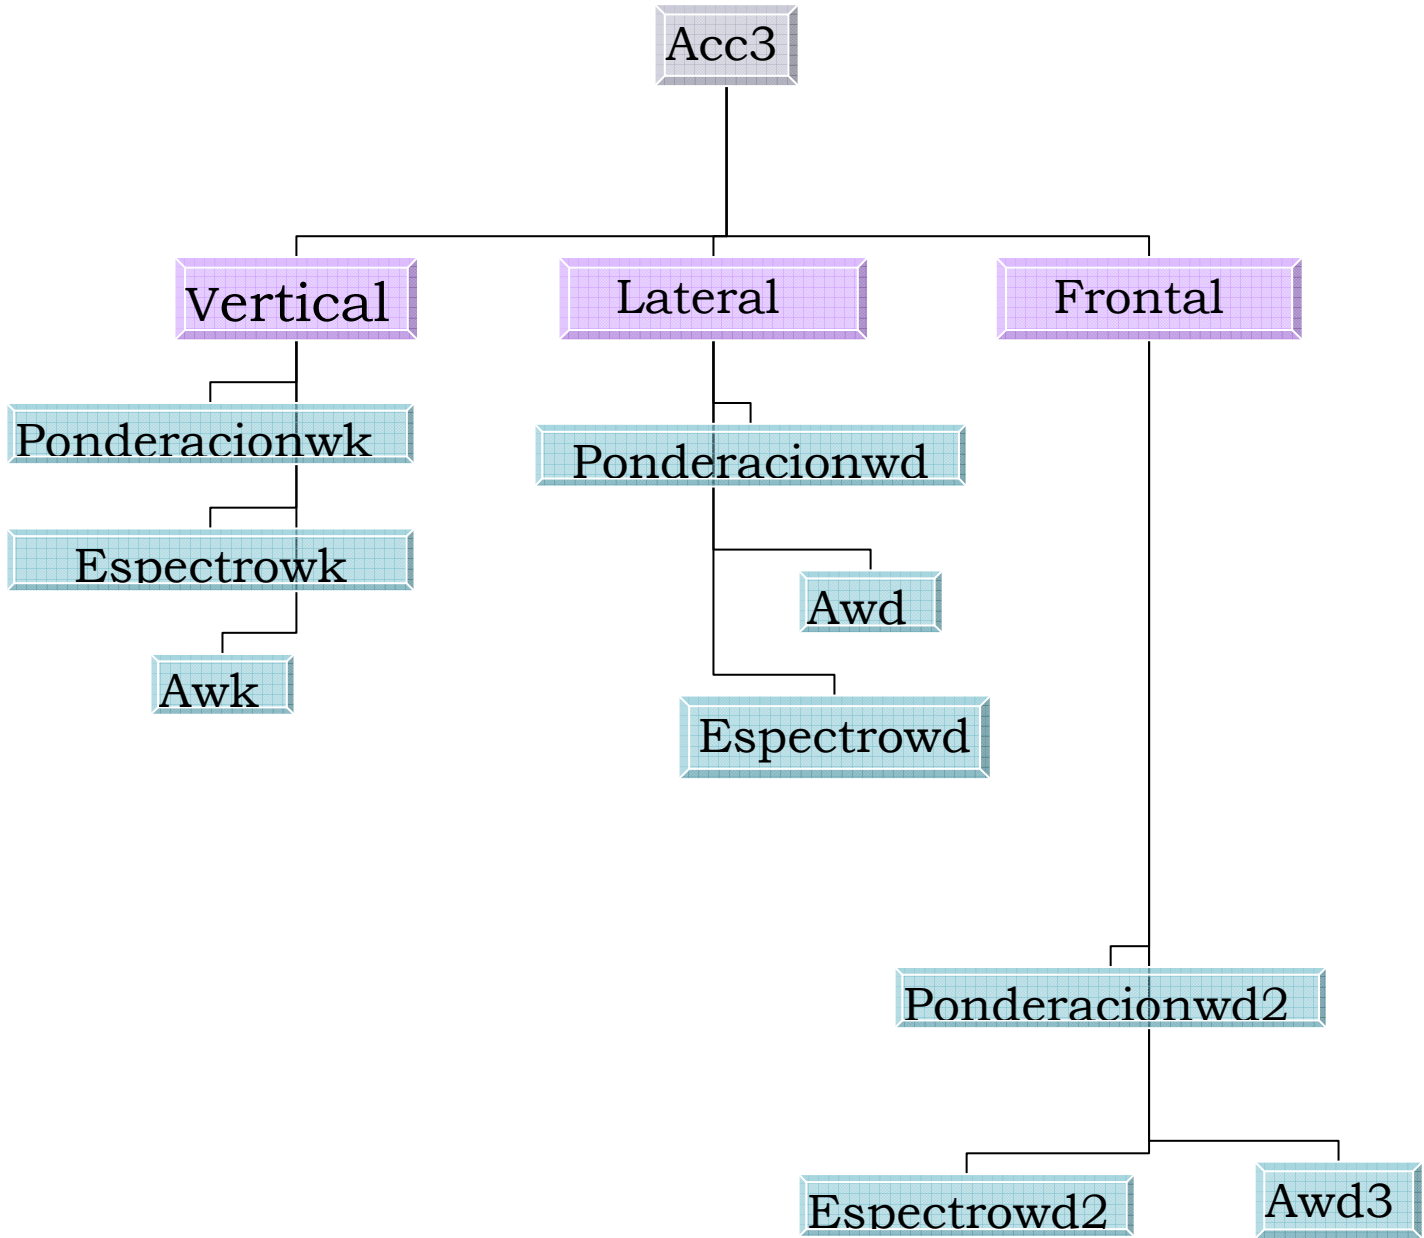 Acc3
Vertical
Lateral
Frontal
Ponderacionwk
Ponderacionwd
Espectrowk
Awd
Awk
Espectrowd
Ponderacionwd2
Espectrowd2
Awd3